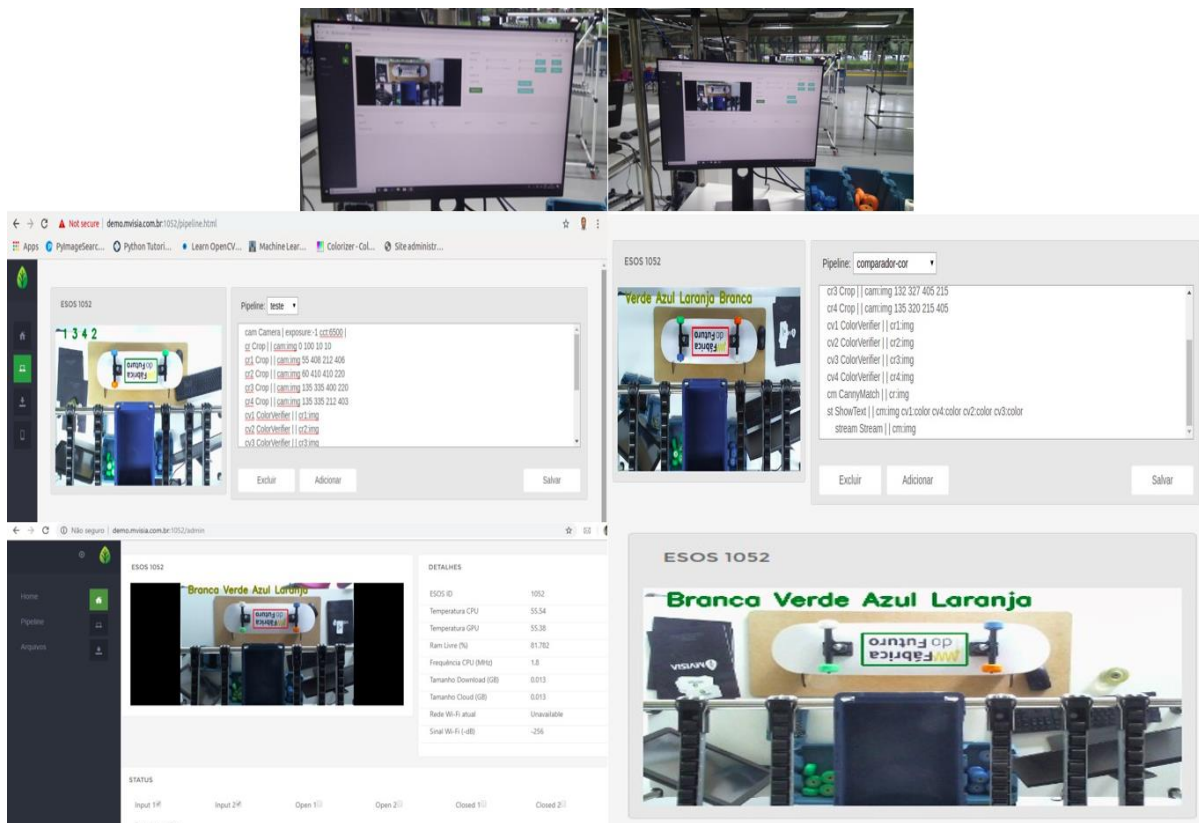 Not secure | demo.mvisia.com.br:1052/pipeline.html
Apps PyImageSearc... Python Tutori... Learn OpenCV... Machine Lear... Colorizer - Col... Site administr...
ESOS 1052
Pipeline: teste
1 3 4 2
Fábrica
do Futuro
cam Camera | exposure:-1 cct:6500 |
cr Crop | | cam:img 0 100 10 10
cr1 Crop | | cam:img 55 408 212 406
cr2 Crop | | cam:img 60 410 410 220
cr3 Crop | | cam:img 135 335 400 220
cr4 Crop | | cam:img 135 335 212 403
cv1 ColorVerifier | | cr1:img
cv2 ColorVerifier | | cr2:img
cv3 ColorVerifier | | cr3:img
Excluir Adicionar Salvar
ESOS 1052
Pipeline: comparador-cor
Verde Azul Laranja Branca
Fábrica
do Futuro
cr3 Crop | | cam:img 132 327 405 215
cr4 Crop | | cam:img 135 320 215 405
cv1 ColorVerifier | | cr1:img
cv2 ColorVerifier | | cr2:img
cv3 ColorVerifier | | cr3:img
cv4 ColorVerifier | | cr4:img
cm CannyMatch | | cr:img
st ShowText | | cm:img cv1:color cv4:color cv2:color cv3:color
stream Stream | | cm:img
Excluir Adicionar Salvar
Não seguro | demo.mvisia.com.br:1052/admin
Home
Pipeline
Arquivos
ESOS 1052
Branca Verde Azul Laranja
Fábrica
do Futuro
DETALHES
ESOS ID 1052
Temperatura CPU 55.54
Temperatura GPU 55.38
Ram Livre (%) 81.782
Frequência CPU (MHz) 1.8
Tamanho Download (GB) 0.013
Tamanho Cloud (GB) 0.013
Rede Wi-Fi atual Unavailable
Sinal Wi-Fi (-dB) -256
STATUS
Input 1 Input 2 Open 1 Open 2 Closed 1 Closed 2
ESOS 1052
Branca Verde Azul Laranja
Fábrica
do Futuro
MVISIA